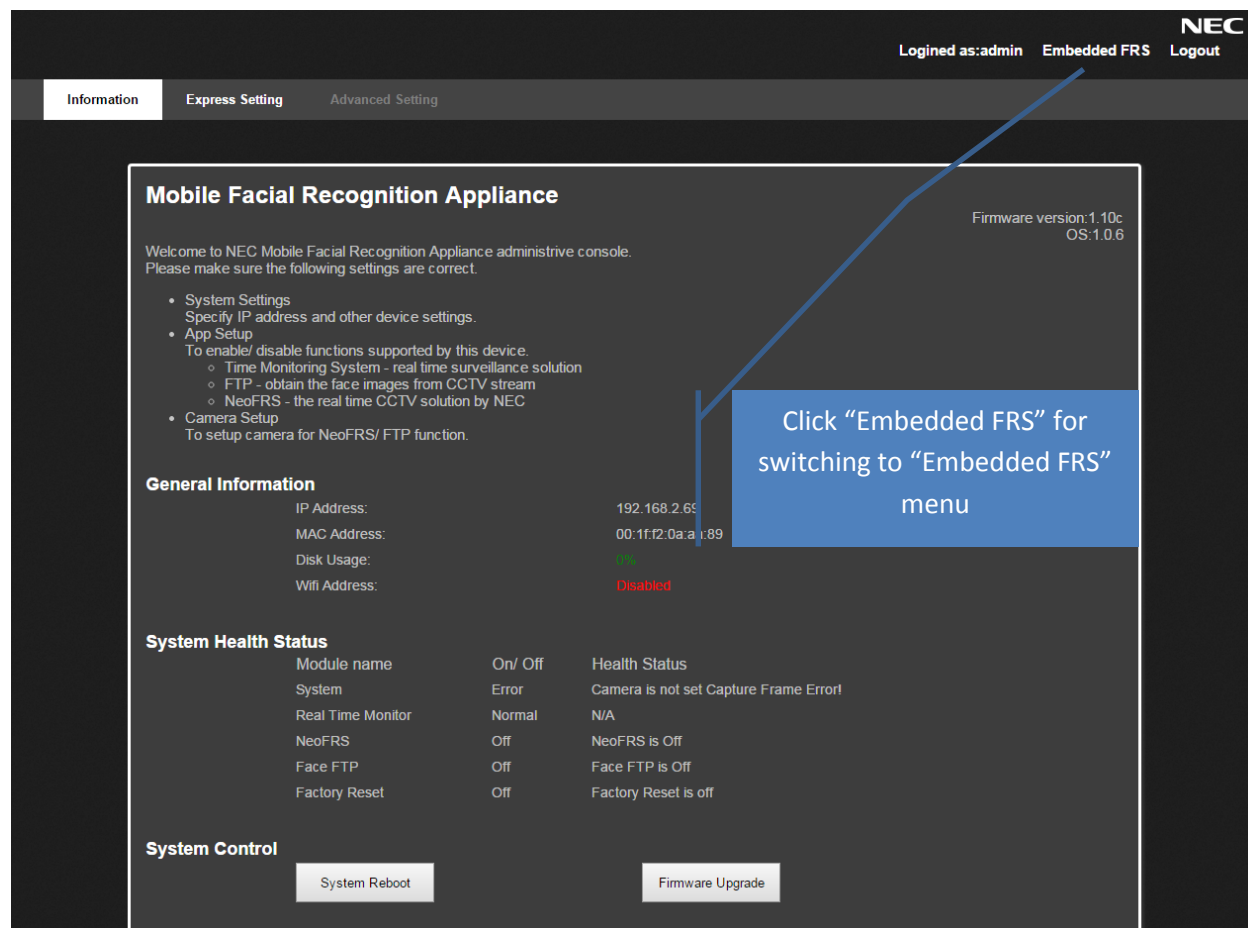 NEC
Logined as:admin Embedded FRS Logout
Information Express Setting Advanced Setting
Mobile Facial Recognition Appliance
Firmware version:1.10c
OS:1.0.6
Welcome to NEC Mobile Facial Recognition Appliance administrive console.
Please make sure the following settings are correct.
• System Settings
Specify IP address and other device settings.
• App Setup
To enable/ disable functions supported by this device.
◦ Time Monitoring System - real time surveillance solution
◦ FTP - obtain the face images from CCTV stream
◦ NeoFRS - the real time CCTV solution by NEC
• Camera Setup
To setup camera for NeoFRS/ FTP function.
Click “Embedded FRS” for
switching to “Embedded FRS”
menu
General Information
IP Address: 192.168.2.69
MAC Address:
Disk Usage: 0%
Wifi Address: Disabled
System Health Status
Module name On/ Off Health Status
System Error Camera is not set Capture Frame Error!
Real Time Monitor Normal N/A
NeoFRS Off NeoFRS is Off
Face FTP Off Face FTP is Off
Factory Reset Off Factory Reset is off
System Control
System Reboot Firmware Upgrade